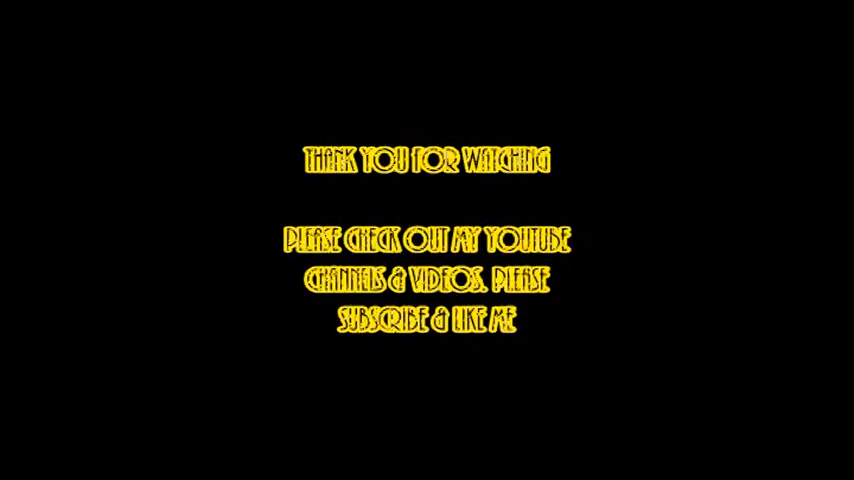 THANK YOU FOR WATCHING
PLEASE CHECK OUT MY YOUTUBE
CHANNELS & VIDEOS. PLEASE
SUBSCRIBE & LIKE ME